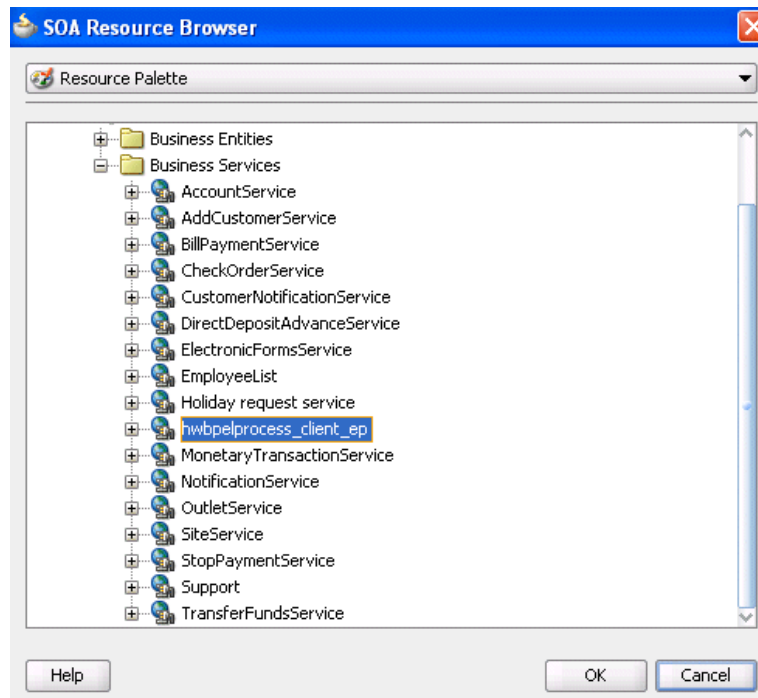 SOA Resource Browser
Resource Palette
Business Entities
Business Services
AccountService
AddCustomerService
BillPaymentService
CheckOrderService
CustomerNotificationService
DirectDepositAdvanceService
ElectronicFormsService
EmployeeList
Holiday request service
hwbpelprocess_client_ep
MonetaryTransactionService
NotificationService
OutletService
SiteService
StopPaymentService
Support
TransferFundsService
Help OK Cancel